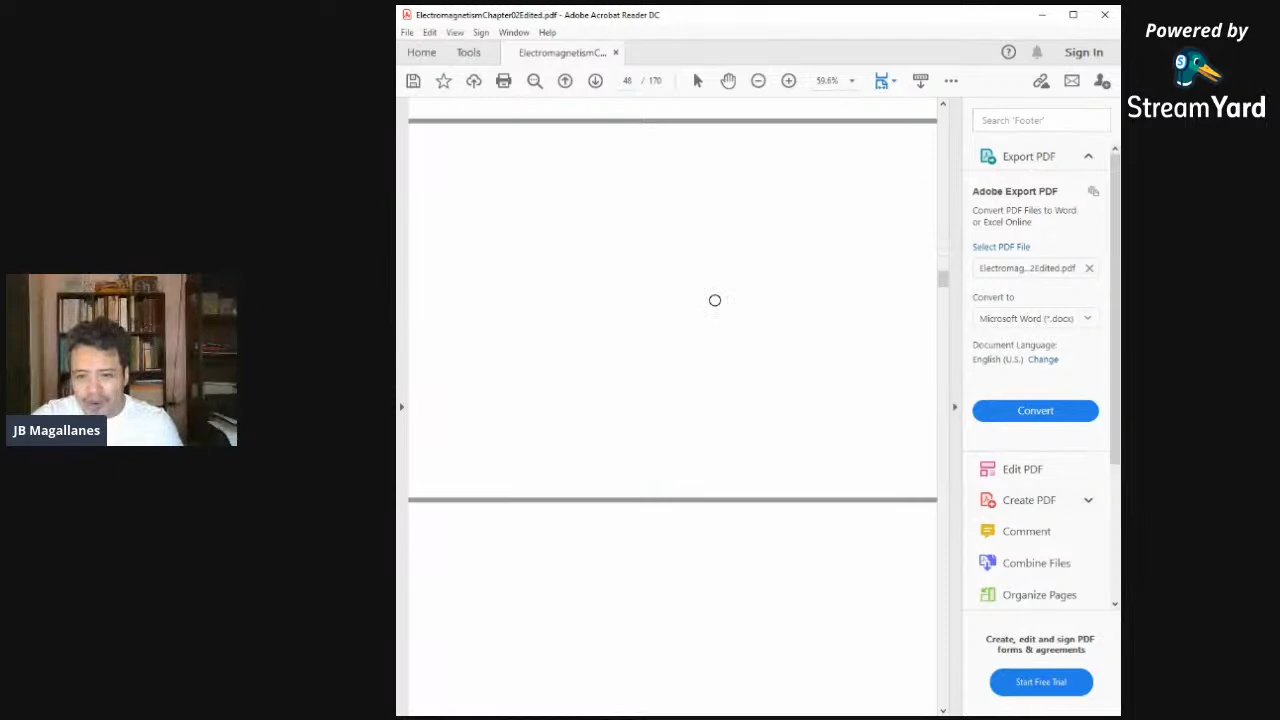 ElectromagnetismChapter02Edited.pdf - Adobe Acrobat Reader DC
File Edit View Sign Window Help
Home Tools ElectromagnetismC... × Sign In
48 / 170 59.6%
Search 'Footer'
Export PDF
Adobe Export PDF
Convert PDF Files to Word
or Excel Online
Select PDF File
Electromag...2Edited.pdf
Convert to
Microsoft Word (*.docx)
Document Language:
English (U.S.) Change
Convert
Edit PDF
Create PDF
Comment
Combine Files
Organize Pages
Create, edit and sign PDF
forms & agreements
Start Free Trial
JB Magallanes
Powered by
StreamYard